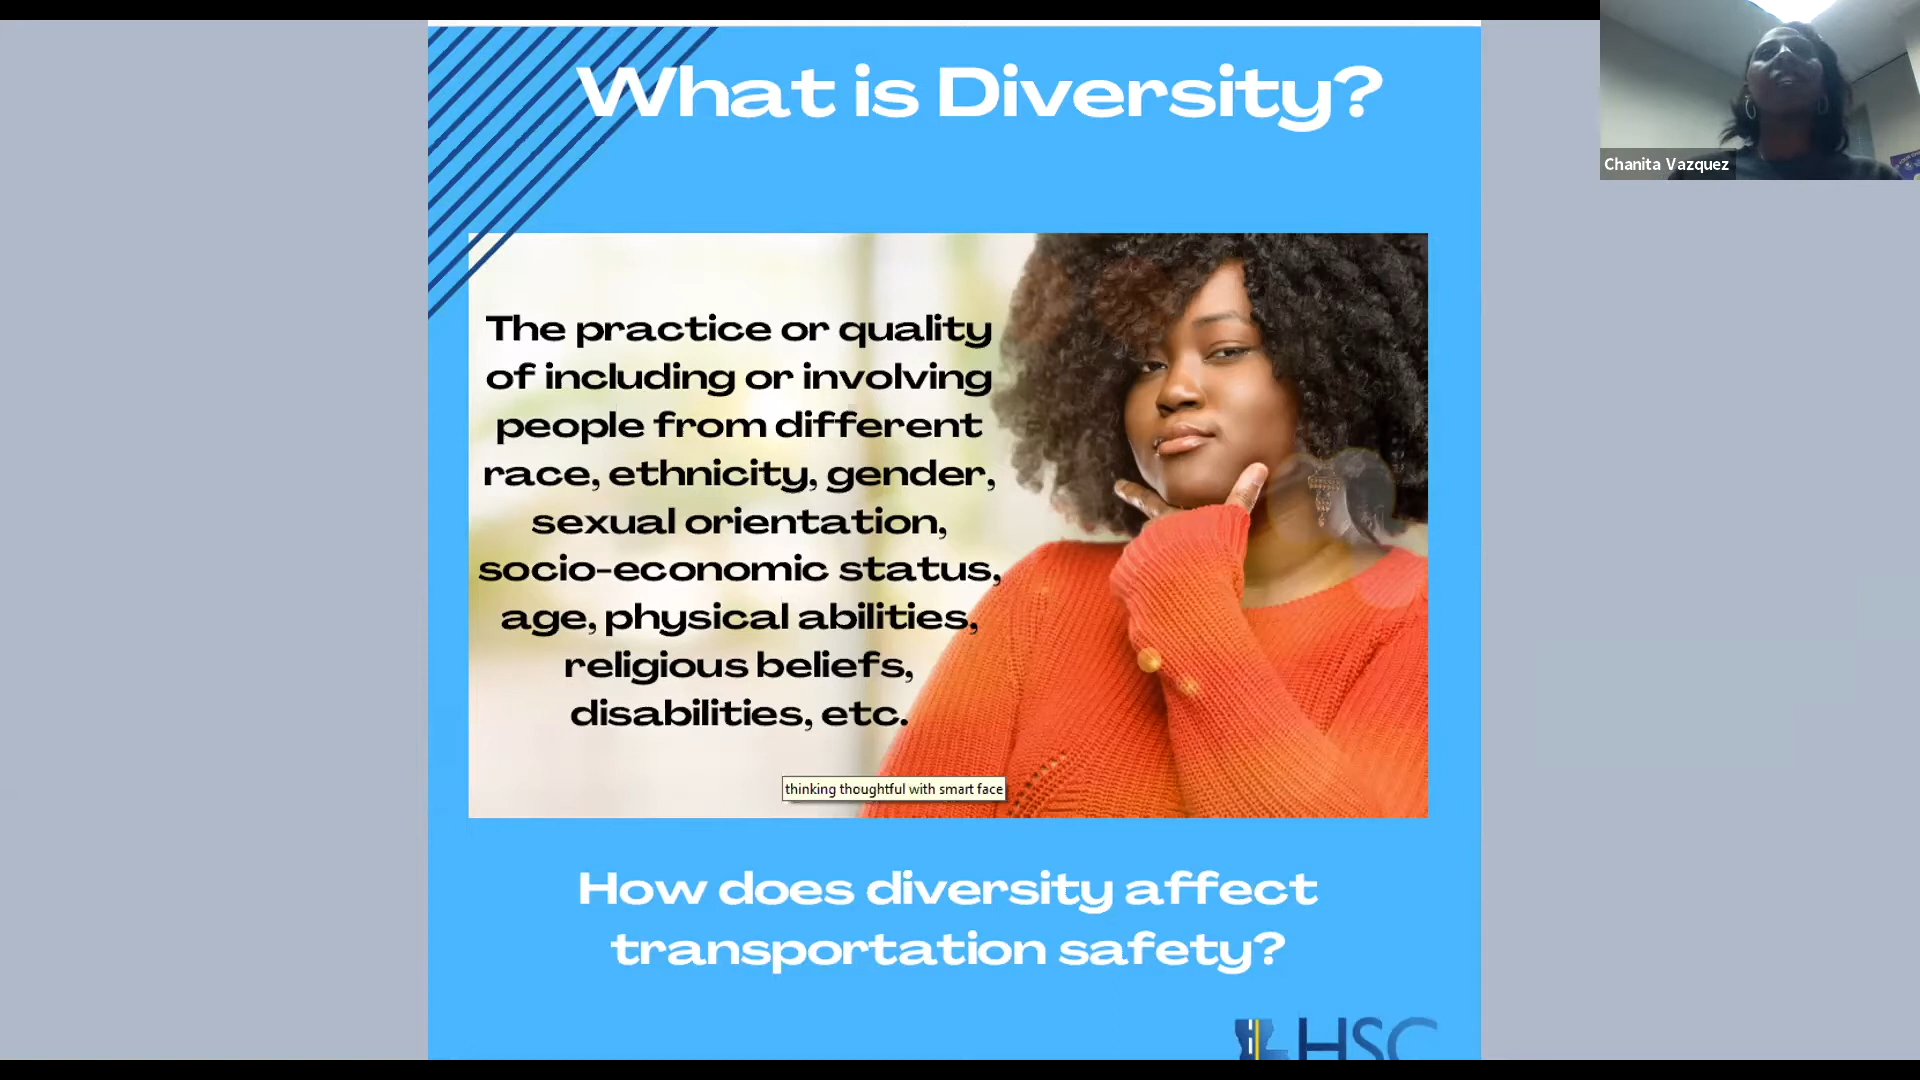 What is Diversity?
Chanita Vazquez
The practice or quality
of including or involving
people from different
race, ethnicity, gender,
sexual orientation,
socio-economic status,
age, physical abilities,
religious beliefs,
disabilities, etc.
thinking thoughtful with smart face
How does diversity affect
transportation safety?
HSC